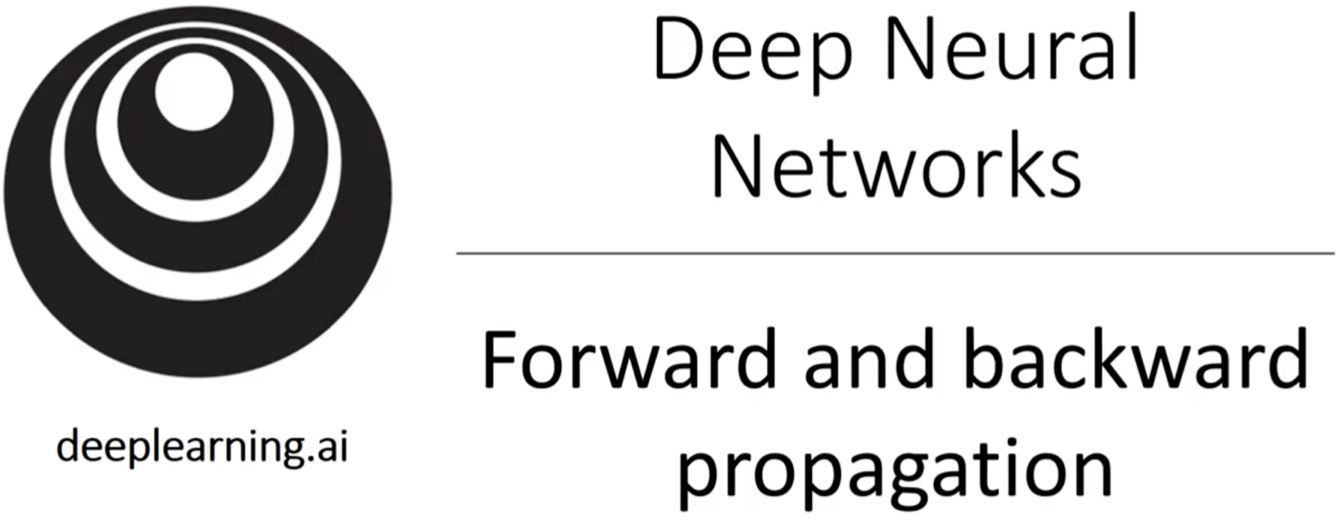 Deep Neural
Networks
Forward and backward
propagation
deeplearning.ai